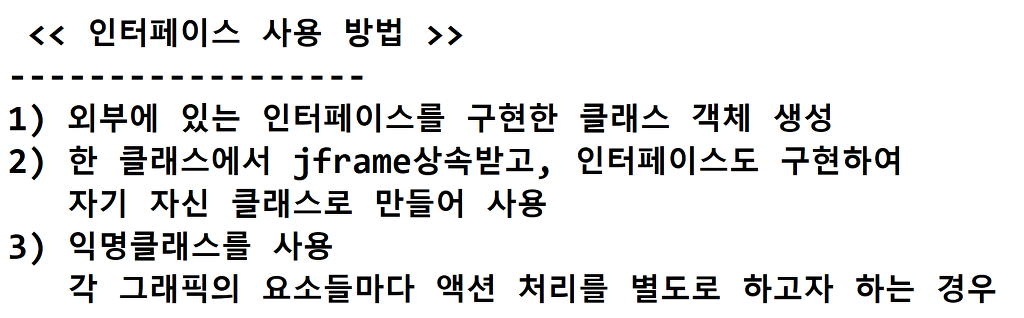 << 인터페이스 사용 방법 >>
------------------
1) 외부에 있는 인터페이스를 구현한 클래스 객체 생성
2) 한 클래스에서 jframe상속받고, 인터페이스도 구현하여
자기 자신 클래스로 만들어 사용
3) 익명클래스를 사용
각 그래픽의 요소들마다 액션 처리를 별도로 하고자 하는 경우